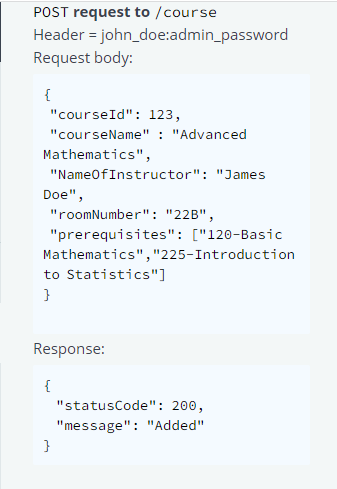 POST request to /course
Header = john_doe:admin_password
Request body:
{
"courseId": 123,
"courseName" : "Advanced
Mathematics",
"NameOfInstructor": "James
Doe",
"roomNumber": "22B",
"prerequisites": ["120-Basic
Mathematics","225-Introduction
to Statistics"]
}
Response:
{
"statusCode": 200,
"message": "Added"
}